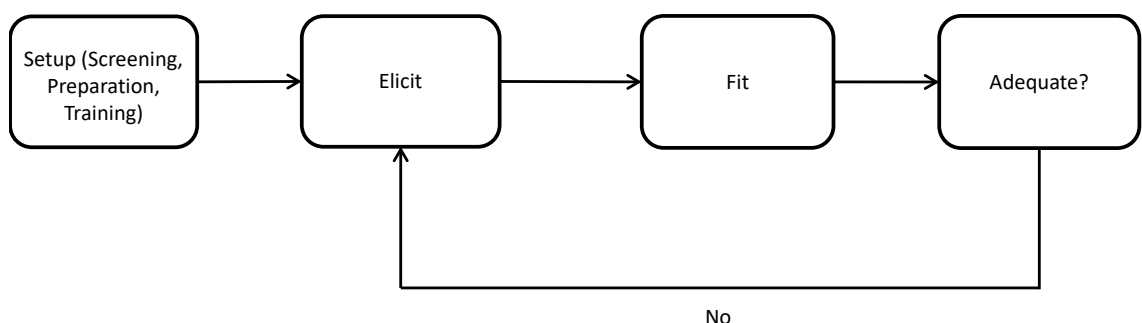 Setup (Screening,
Preparation,
Training)
Elicit
Fit
Adequate?
No